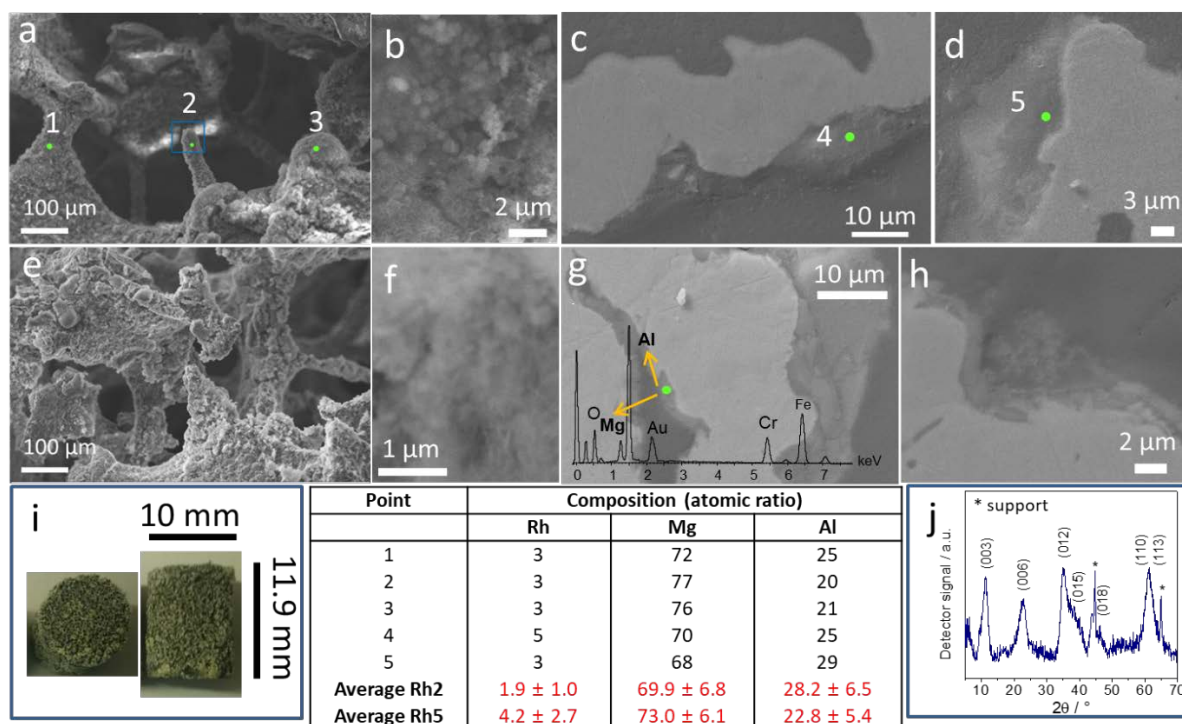 a
1
2
3
100 µm
b
2 µm
c
4
10 µm
d
5
3 µm
e
100 µm
f
1 µm
g
10 µm
Al
O
Mg
Au
Cr
Fe
0 1 2 3 4 5 6 7 keV
h
2 µm
i
10 mm
11.9 mm
Point Composition (atomic ratio)
Rh Mg Al
1 3 72 25
2 3 77 20
3 3 76 21
4 5 70 25
5 3 68 29
Average Rh2 1.9 ± 1.0 69.9 ± 6.8 28.2 ± 6.5
Average Rh5 4.2 ± 2.7 73.0 ± 6.1 22.8 ± 5.4
j
* support
(003)
(006)
(012)
(015)
*
(018)
(110)
(113)
*
Detector signal / a.u.
10 20 30 40 50 60 70
2θ / °